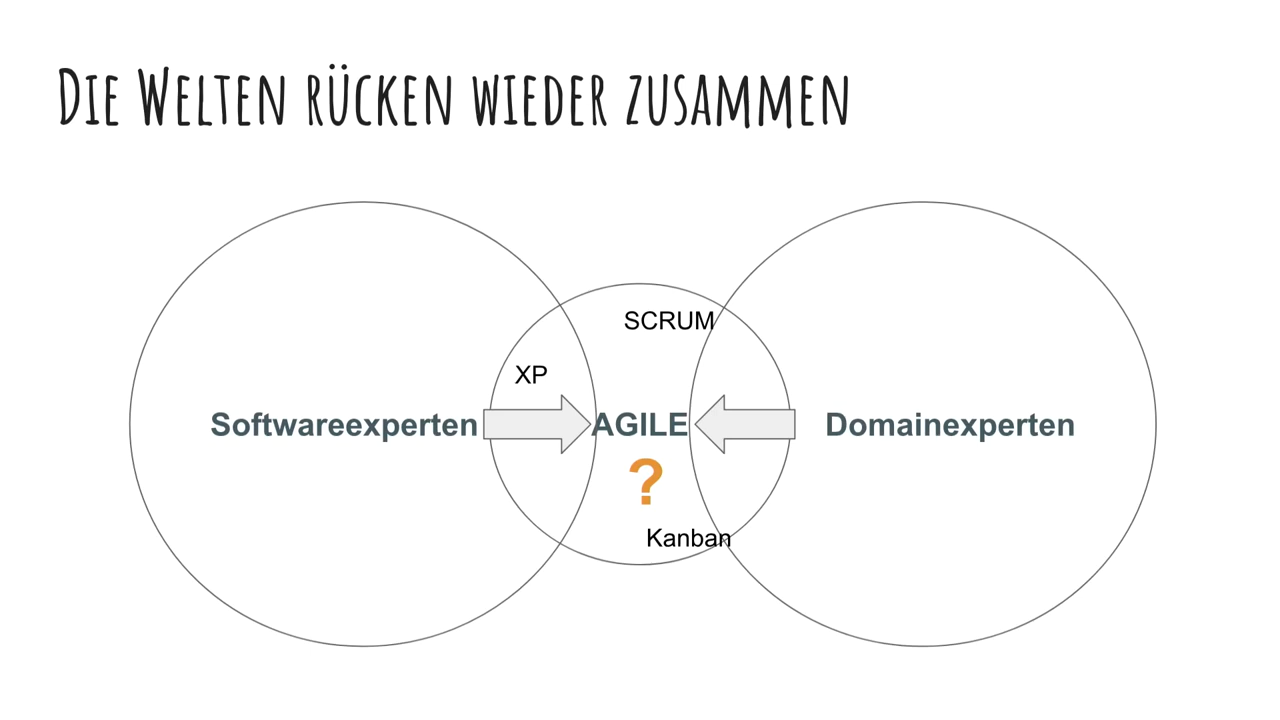 Die Welten rücken wieder zusammen
SCRUM
XP
Softwareexperten
AGILE
Domainexperten
?
Kanban